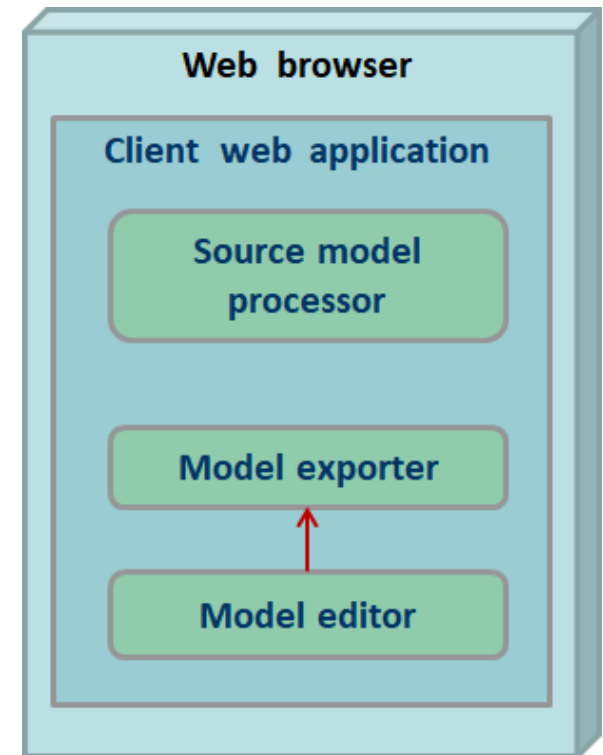 Web browser
Client web application
Source model
processor
Model exporter
Model editor